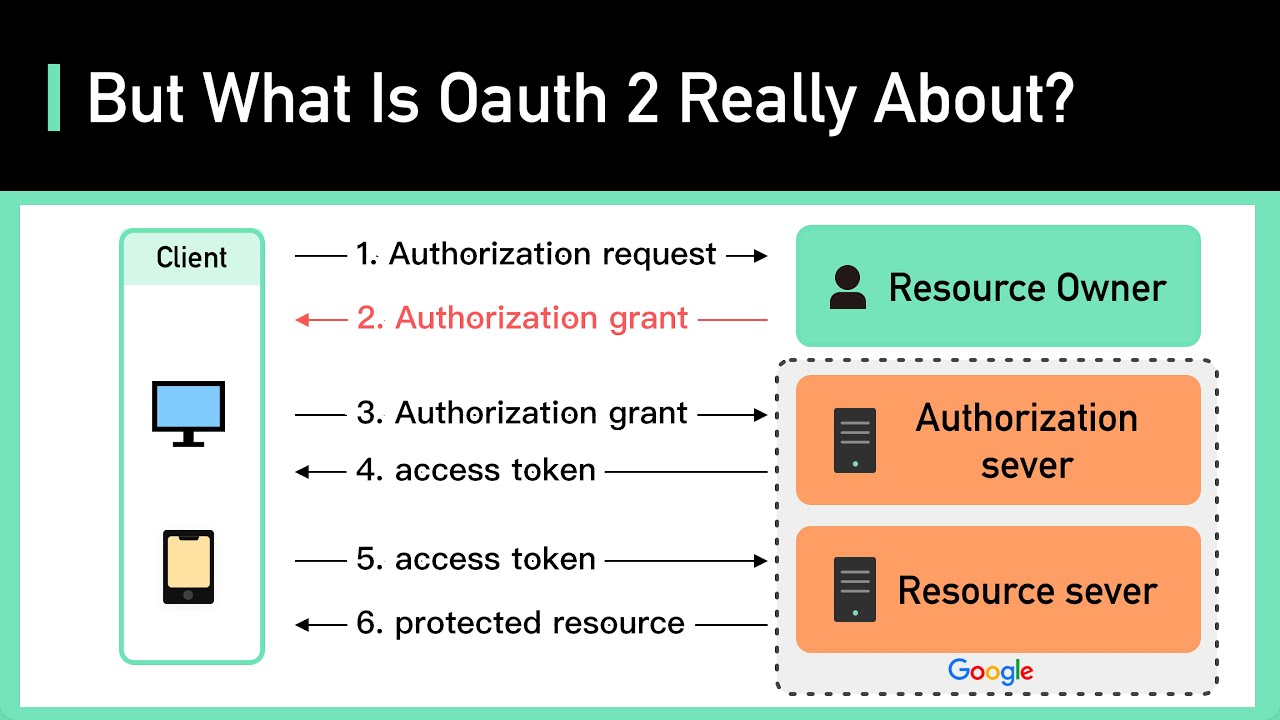 But What Is Oauth 2 Really About?
Client
1. Authorization request
Resource Owner
2. Authorization grant
3. Authorization grant
Authorization
sever
4. access token
5. access token
Resource sever
6. protected resource
Google